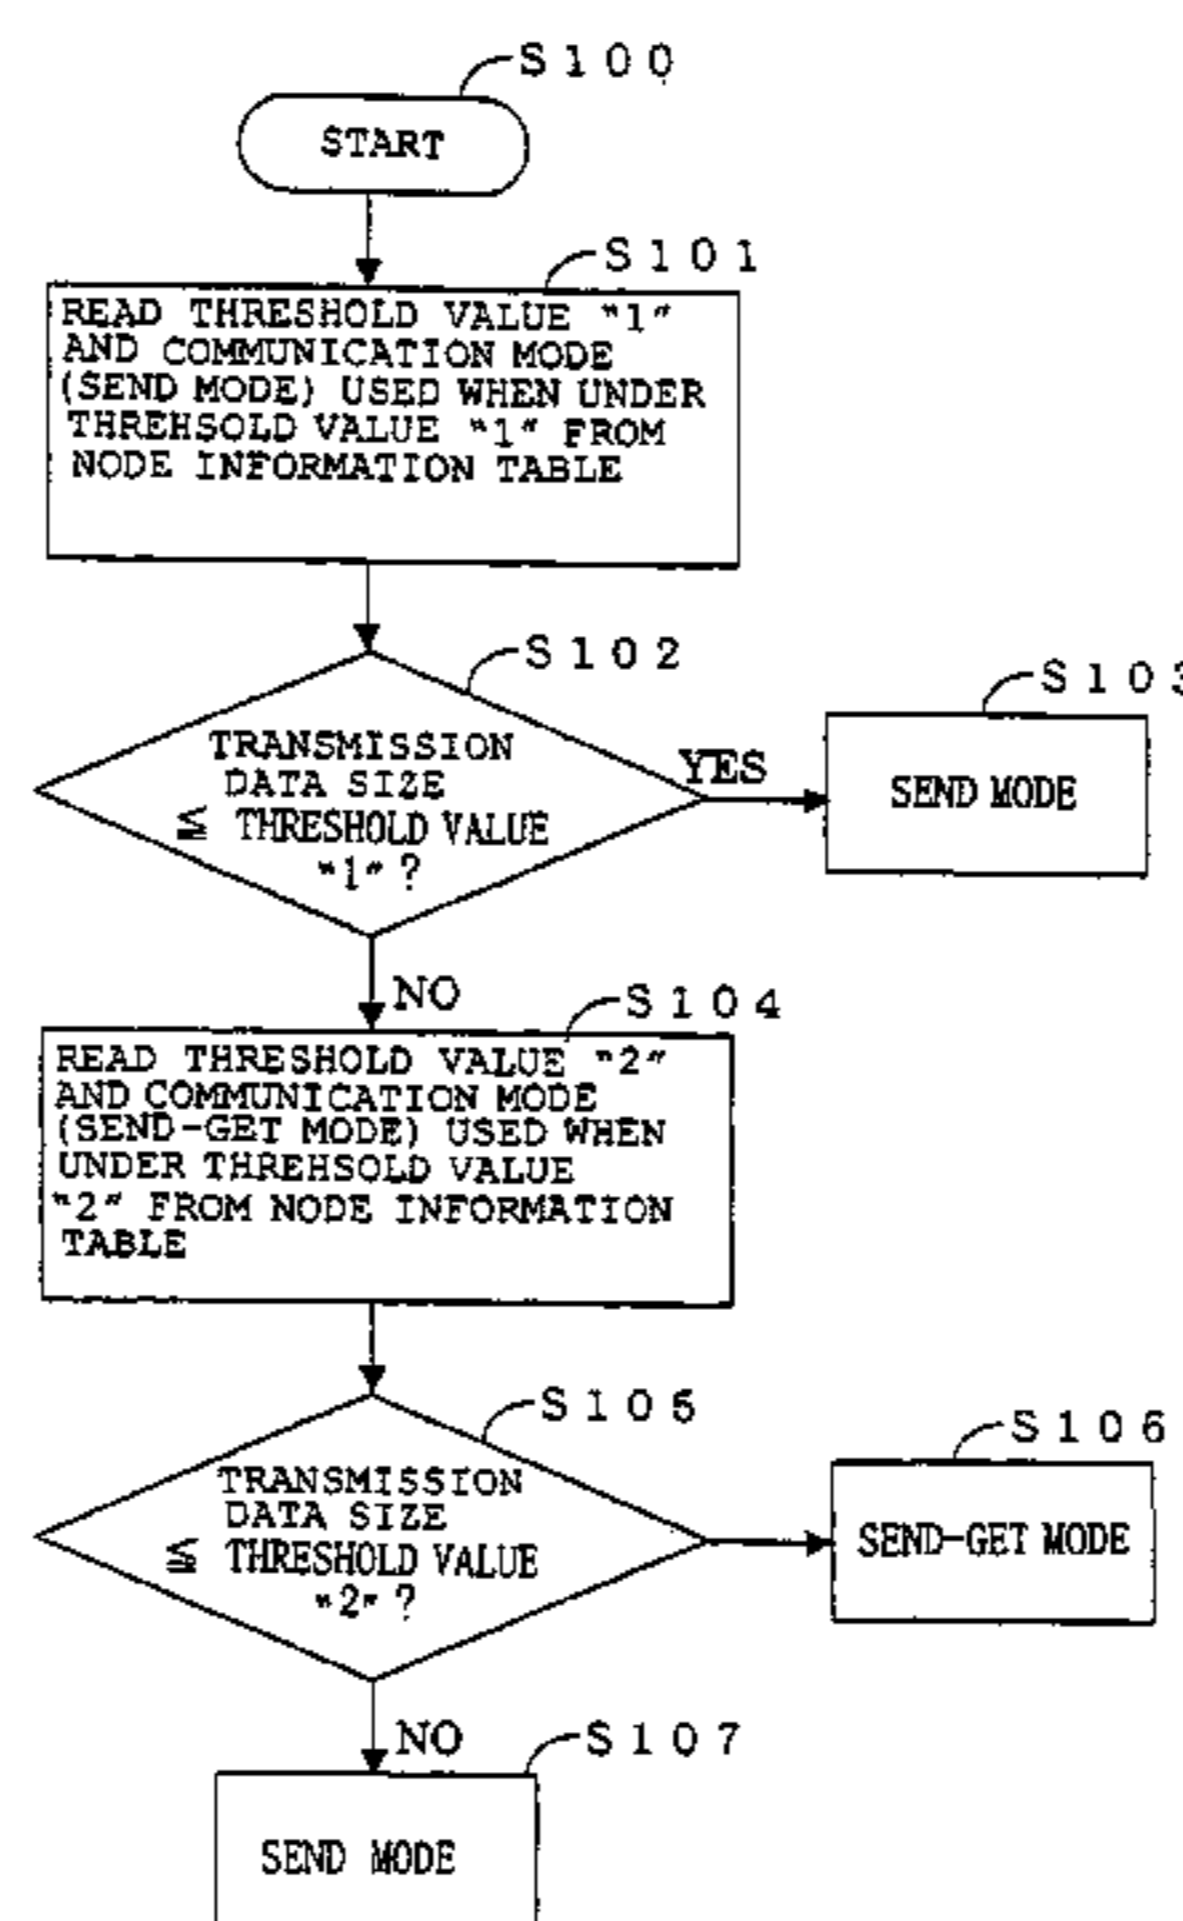 S100
START
S101
READ THRESHOLD VALUE "1"
AND COMMUNICATION MODE
(SEND MODE) USED WHEN UNDER
THREHSOLD VALUE "1" FROM
NODE INFORMATION TABLE
S102
S103
TRANSMISSION
DATA SIZE
≦ THRESHOLD VALUE
"1"?
YES
SEND MODE
NO
S104
READ THRESHOLD VALUE "2"
AND COMMUNICATION MODE
(SEND-GET MODE) USED WHEN
UNDER THREHSOLD VALUE
"2" FROM NODE INFORMATION
TABLE
S105
S106
TRANSMISSION
DATA SIZE
≦ THRESHOLD VALUE
"2"?
SEND-GET MODE
NO
S107
SEND MODE